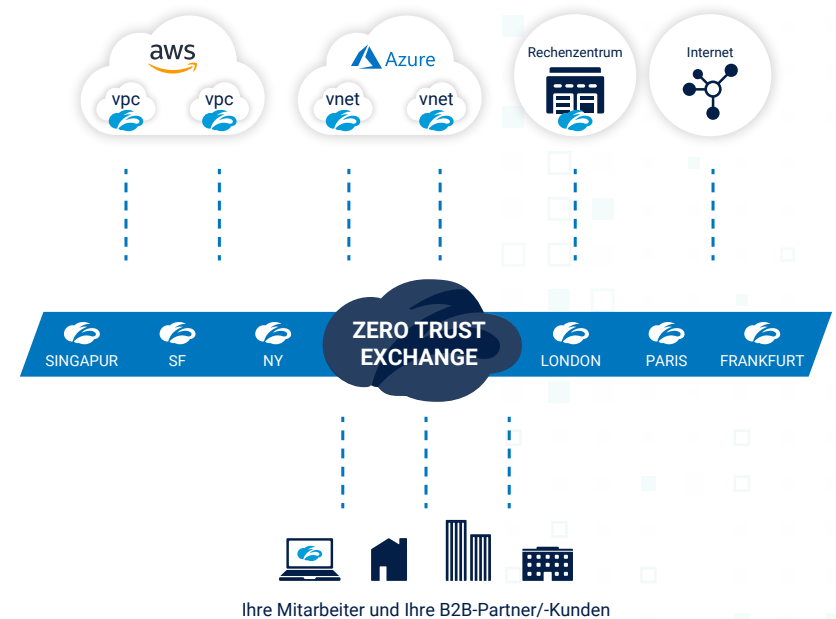 aws
vpc
vpc
Azure
vnet
vnet
Rechenzentrum
Internet
ZERO TRUST
EXCHANGE
SINGAPUR
SF
NY
LONDON
PARIS
FRANKFURT
Ihre Mitarbeiter und Ihre B2B-Partner/-Kunden